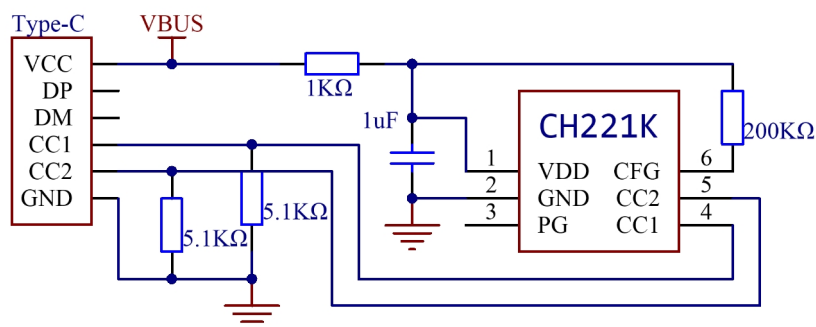 Type-C
VBUS
VCC
DP
DM
CC1
CC2
GND
1KΩ
1uF
5.1KΩ
5.1KΩ
CH221K
200KΩ
1 VDD CFG 6
2 GND CC2 5
3 PG CC1 4